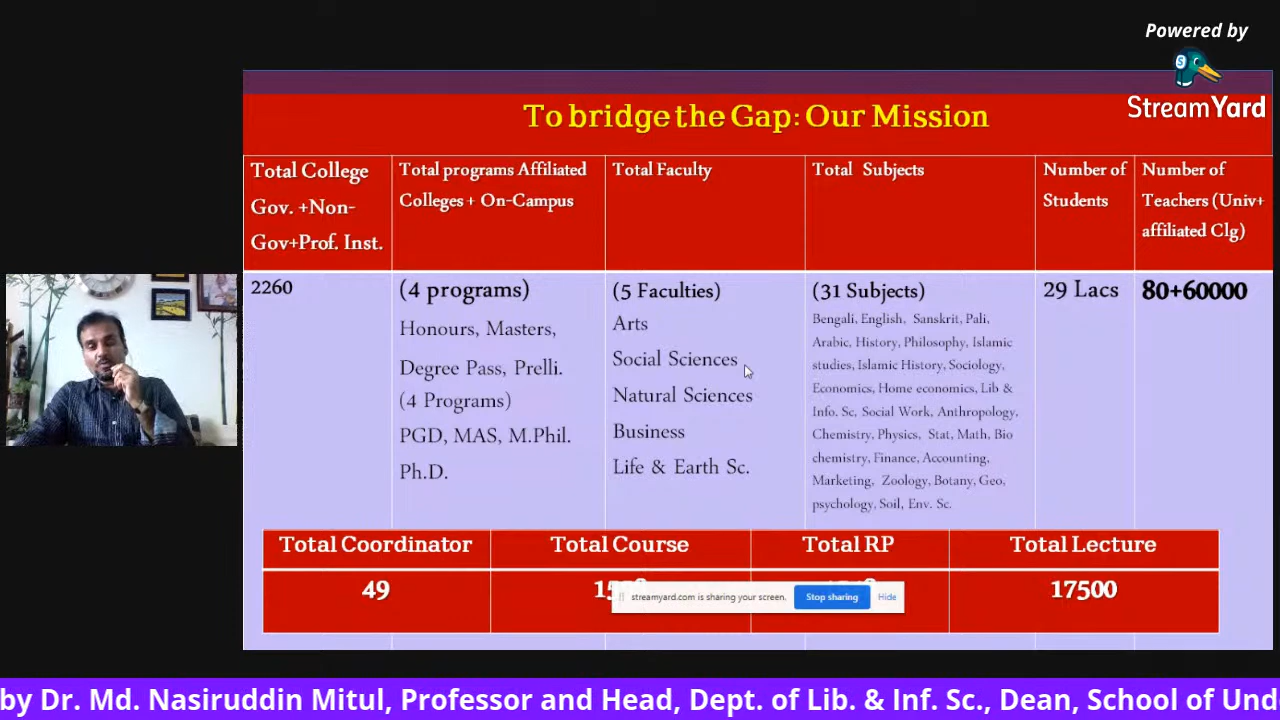 Powered by
StreamYard
To bridge the Gap: Our Mission
Total College
Gov. +Non-
Gov+Prof. Inst.
Total programs Affiliated
Colleges + On-Campus
Total Faculty
Total Subjects
Number of
Students
Number of
Teachers (Univ+
affiliated Clg)
2260
(4 programs)
Honours, Masters,
Degree Pass, Prelli.
(4 Programs)
PGD, MAS, M.Phil.
Ph.D.
(5 Faculties)
Arts
Social Sciences
Natural Sciences
Business
Life & Earth Sc.
(31 Subjects)
Bengali, English, Sanskrit, Pali,
Arabic, History, Philosophy, Islamic
studies, Islamic History, Sociology,
Economics, Home economics, Lib &
Info. Sc, Social Work, Anthropology,
Chemistry, Physics, Stat, Math, Bio
chemistry, Finance, Accounting,
Marketing, Zoology, Botany, Geo,
psychology, Soil, Env. Sc.
29 Lacs
80+60000
Total Coordinator
Total Course
Total RP
Total Lecture
49
17500
streamyard.com is sharing your screen.
Stop sharing
Hide
by Dr. Md. Nasiruddin Mitul, Professor and Head, Dept. of Lib. & Inf. Sc., Dean, School of Und